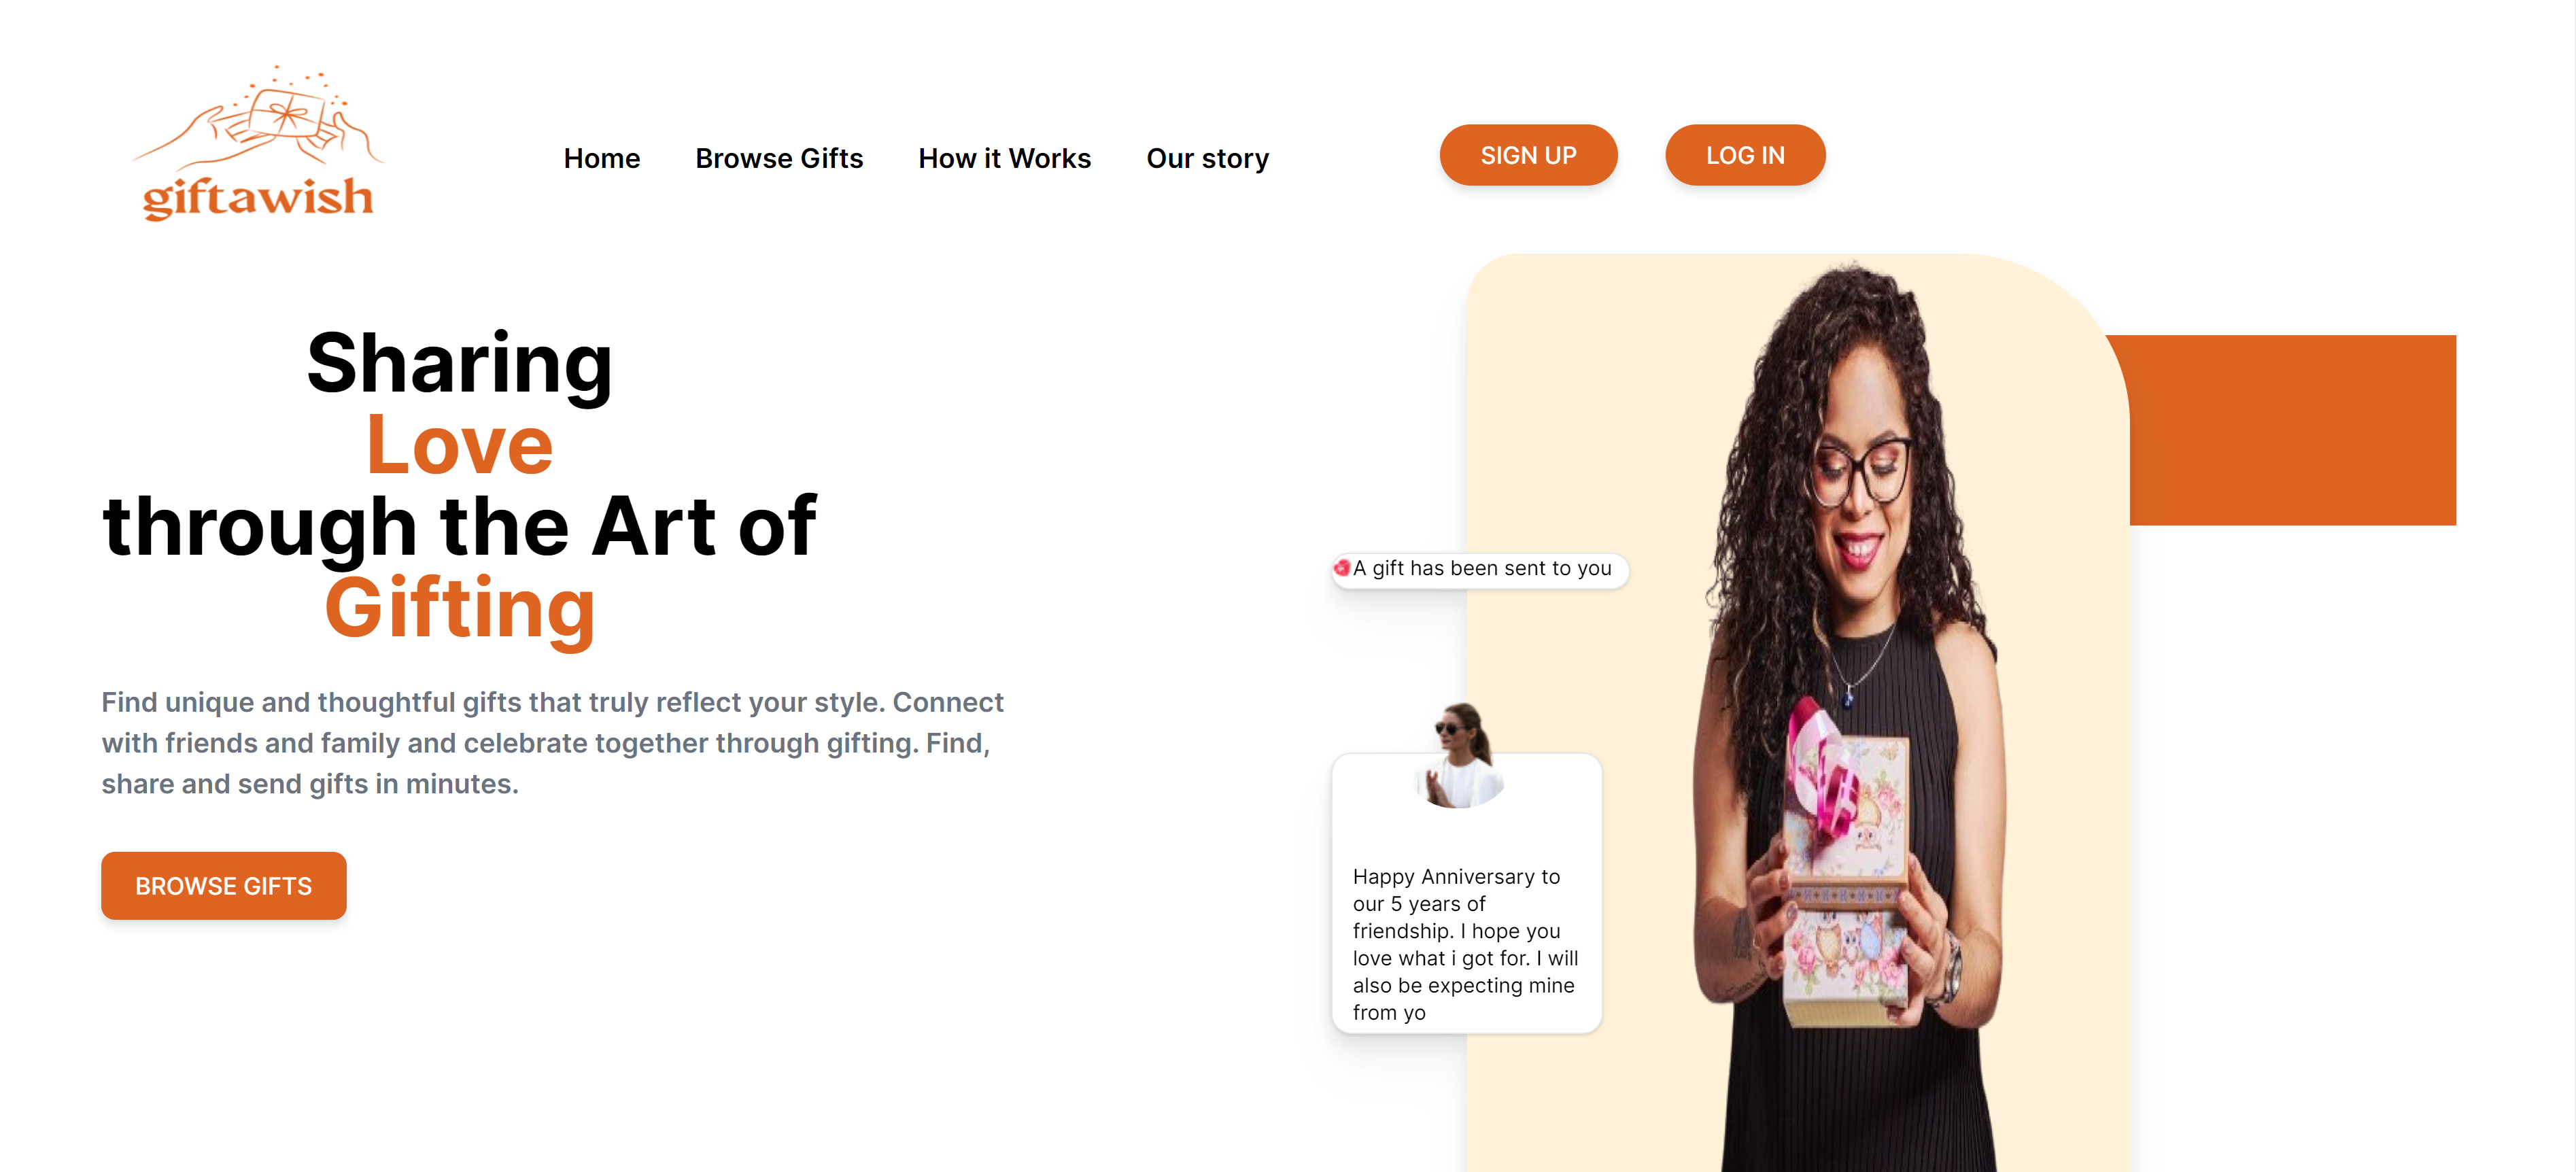 giftawish
Home
Browse Gifts
How it Works
Our story
SIGN UP
LOG IN
Sharing
Love
through the Art of
Gifting
Find unique and thoughtful gifts that truly reflect your style. Connect
with friends and family and celebrate together through gifting. Find,
share and send gifts in minutes.
BROWSE GIFTS
A gift has been sent to you
Happy Anniversary to
our 5 years of
friendship. I hope you
love what i got for. I will
also be expecting mine
from yo